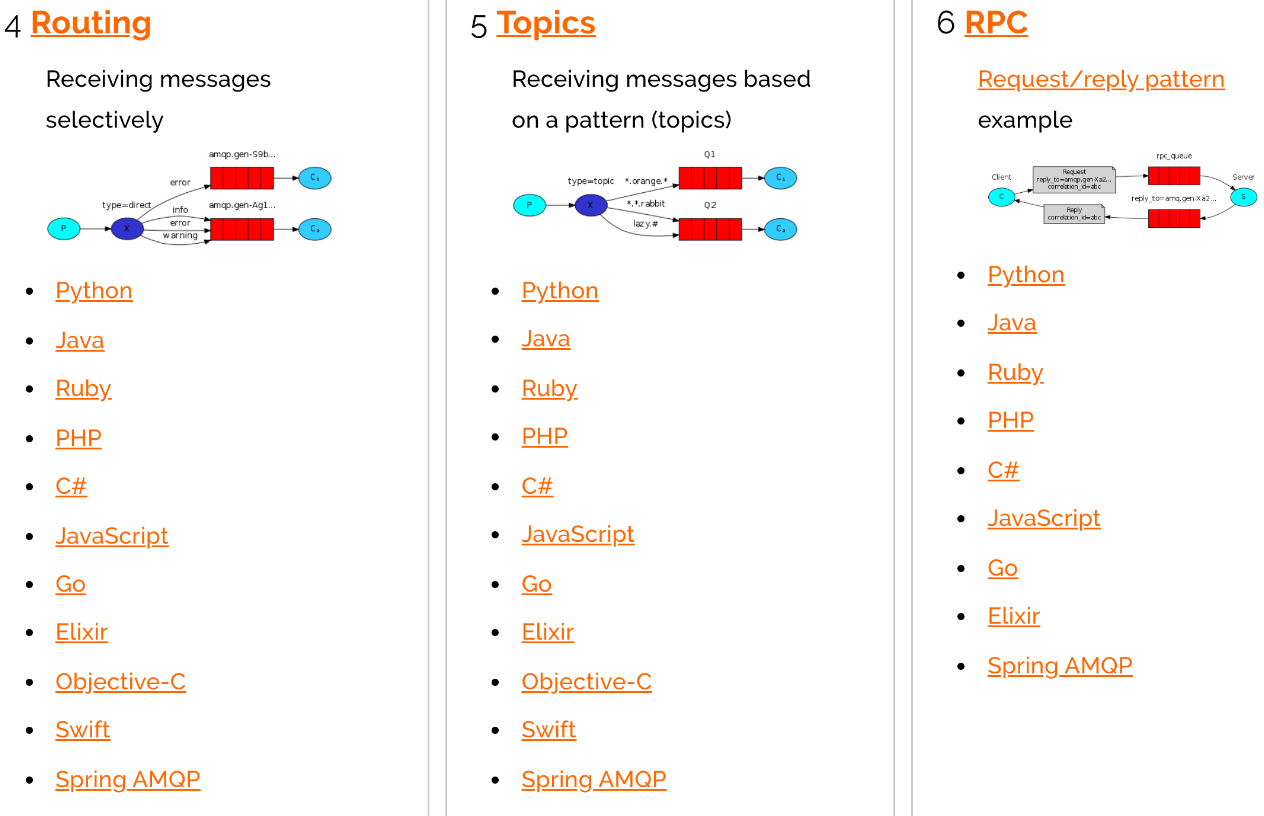 4 Routing
Receiving messages
selectively
amqp.gen-S9b...
error
C₁
type=direct
info
amqp.gen-Ag1...
error
P
X
C₂
warning
Python
Java
Ruby
PHP
C#
JavaScript
Go
Elixir
Objective-C
Swift
Spring AMQP
5 Topics
Receiving messages based
on a pattern (topics)
Q1
type=topic
*.orange.*
C₁
P
X
*.*.rabbit
Q2
lazy.#
C₂
Python
Java
Ruby
PHP
C#
JavaScript
Go
Elixir
Objective-C
Swift
Spring AMQP
6 RPC
Request/reply pattern
example
rpc_queue
Client
Request
reply_to=amqp.gen-Xa2...
correlation_id=abc
Server
C
S
reply_to=amq.gen-Xa2...
Reply
correlation_id=abc
Python
Java
Ruby
PHP
C#
JavaScript
Go
Elixir
Spring AMQP